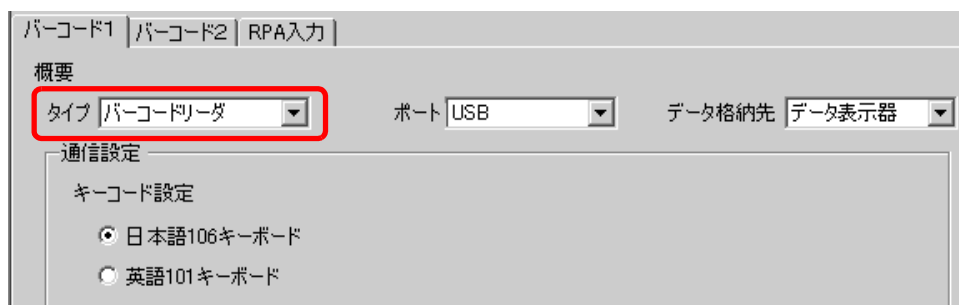 バーコード1 バーコード2 RPA入力
概要
タイプ バーコードリーダ ポート USB データ格納先 データ表示器
通信設定
キーコード設定
日本語106キーボード
英語101キーボード